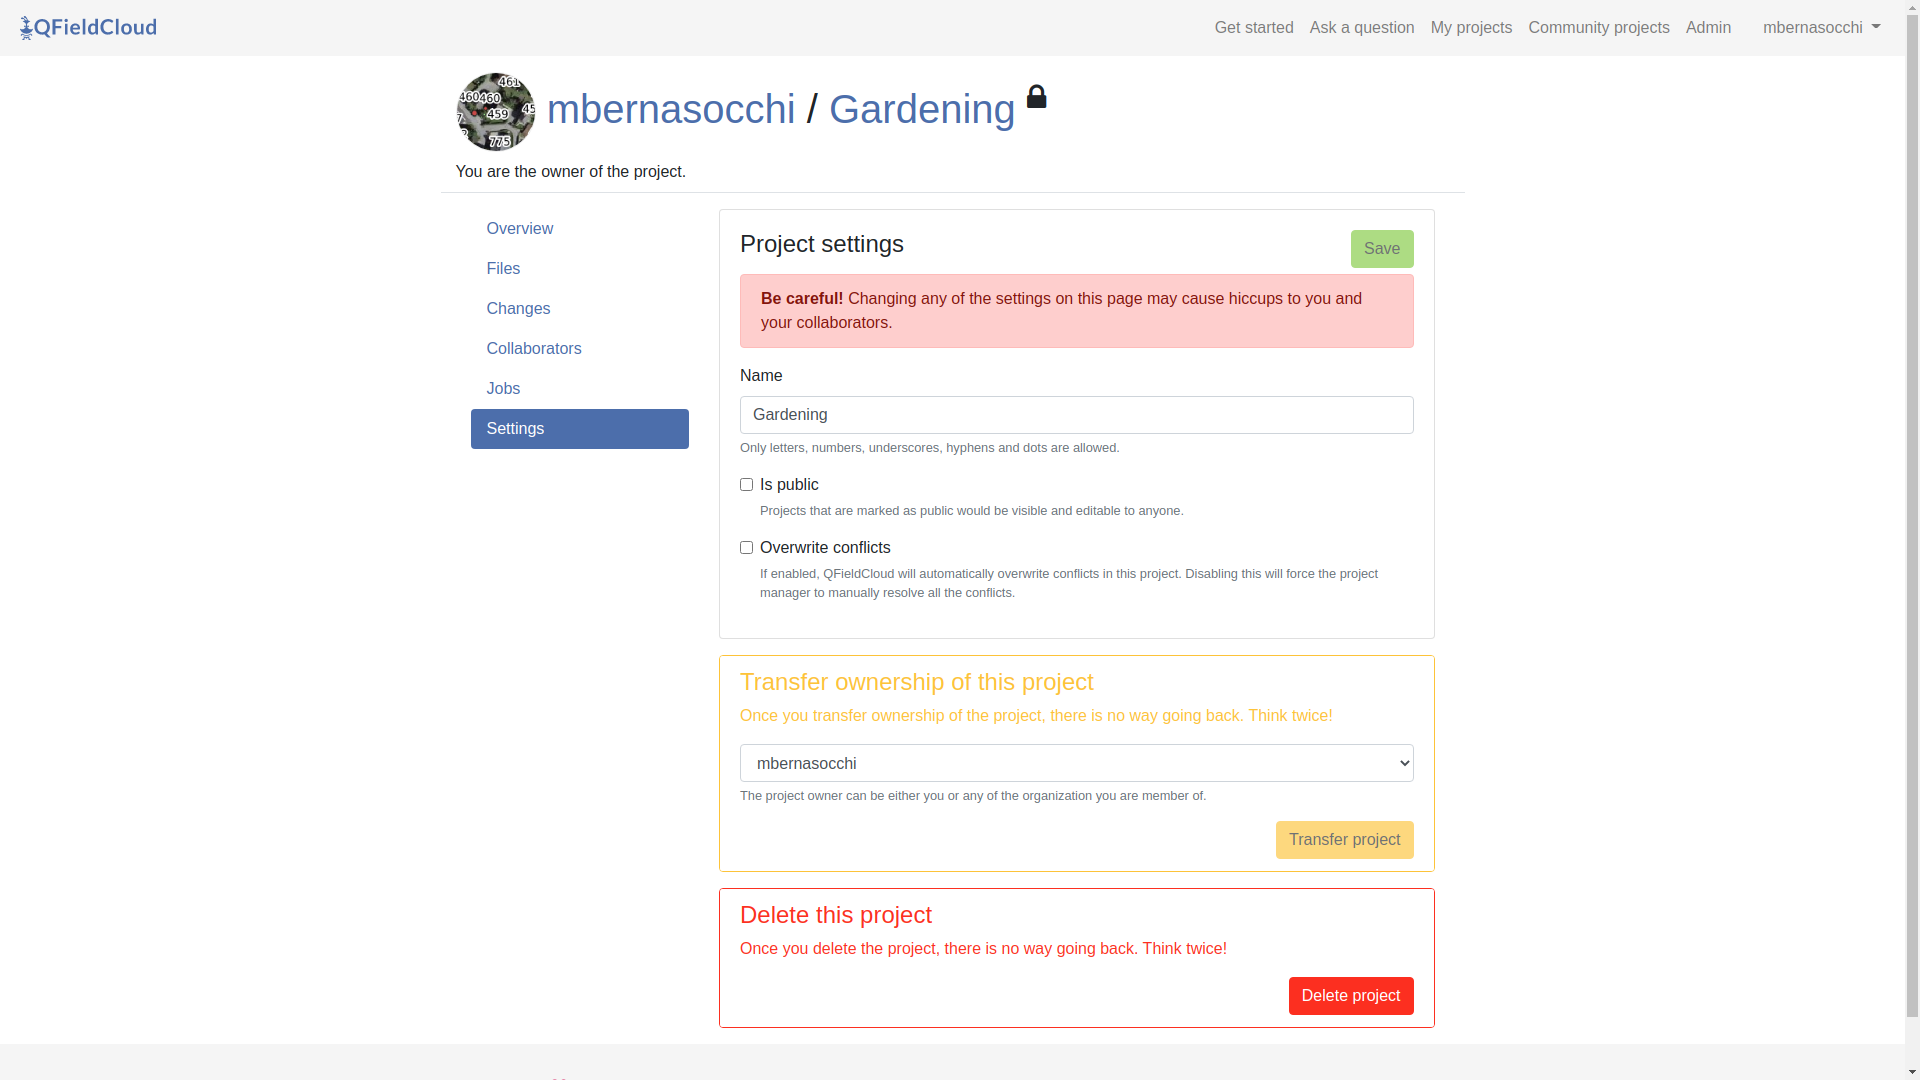 QFieldCloud
Get started Ask a question My projects Community projects Admin mbernasocchi
461
460 460
459 45
7
2
775
mbernasocchi / Gardening
You are the owner of the project.
Overview
Files
Changes
Collaborators
Jobs
Settings
Project settings
Save
Be careful! Changing any of the settings on this page may cause hiccups to you and
your collaborators.
Name
Gardening
Only letters, numbers, underscores, hyphens and dots are allowed.
Is public
Projects that are marked as public would be visible and editable to anyone.
Overwrite conflicts
If enabled, QFieldCloud will automatically overwrite conflicts in this project. Disabling this will force the project
manager to manually resolve all the conflicts.
Transfer ownership of this project
Once you transfer ownership of the project, there is no way going back. Think twice!
mbernasocchi
The project owner can be either you or any of the organization you are member of.
Transfer project
Delete this project
Once you delete the project, there is no way going back. Think twice!
Delete project